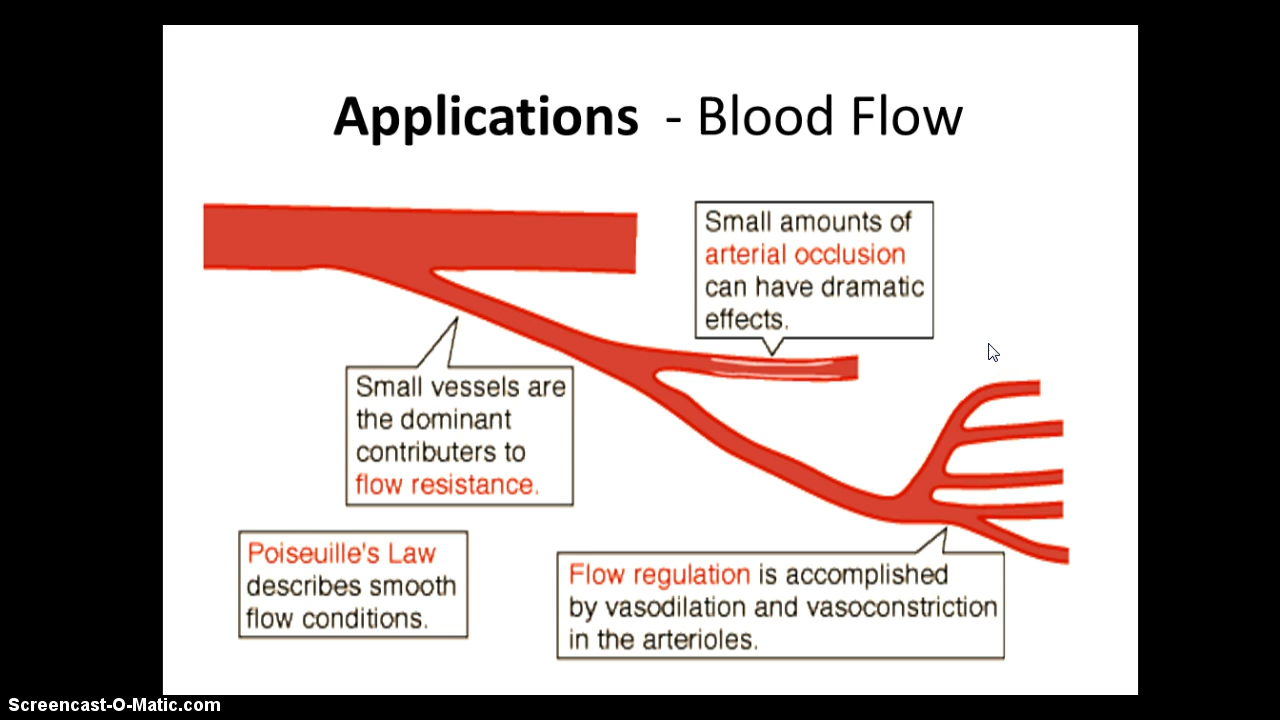 Applications - Blood Flow
Small amounts of
arterial occlusion
can have dramatic
effects.
Small vessels are
the dominant
contributers to
flow resistance.
Poiseuille's Law
describes smooth
flow conditions.
Flow regulation is accomplished
by vasodilation and vasoconstriction
in the arterioles.
Screencast-O-Matic.com